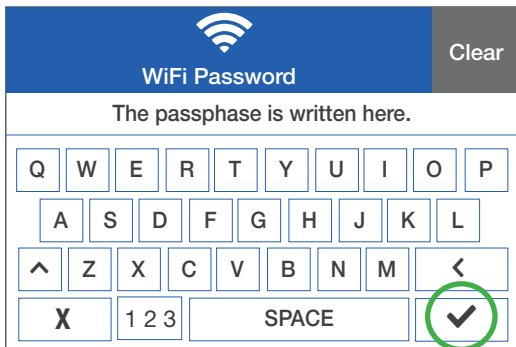 WiFi Password
Clear
The passphase is written here.
Q W E R T Y U I O P
A S D F G H J K L
Z X C V B N M
X 1 2 3 SPACE